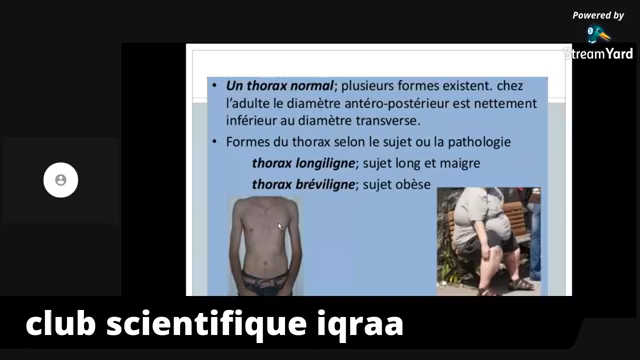 Powered by
StreamYard
• Un thorax normal; plusieurs formes existent. chez
l'adulte le diamètre antéro-postérieur est nettement
inférieur au diamètre transverse.
• Formes du thorax selon le sujet ou la pathologie
thorax longiligne; sujet long et maigre
thorax bréviligne; sujet obèse
club scientifique iqraa